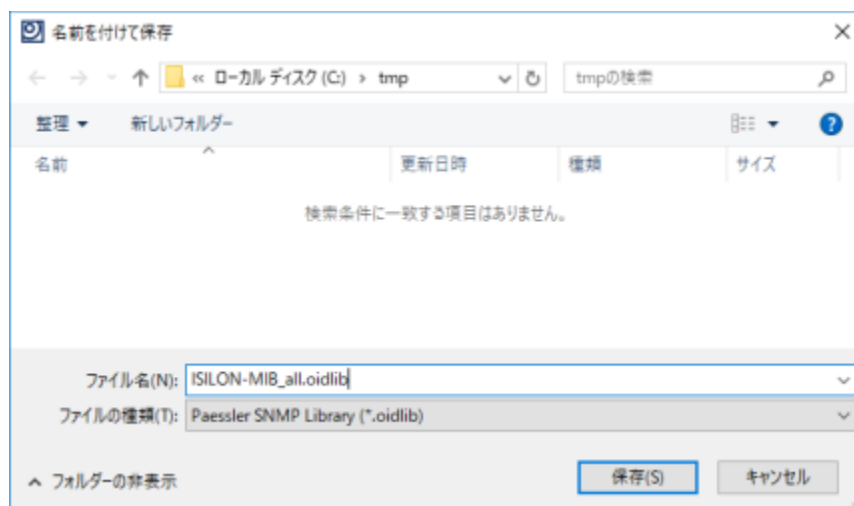 名前を付けて保存
« ローカル ディスク (C:) › tmp
tmpの検索
整理 新しいフォルダー
名前 更新日時 種類 サイズ
検索条件に一致する項目はありません。
ファイル名(N): ISILON-MIB_all.oidlib
ファイルの種類(T): Paessler SNMP Library (*.oidlib)
フォルダーの非表示 保存(S) キャンセル